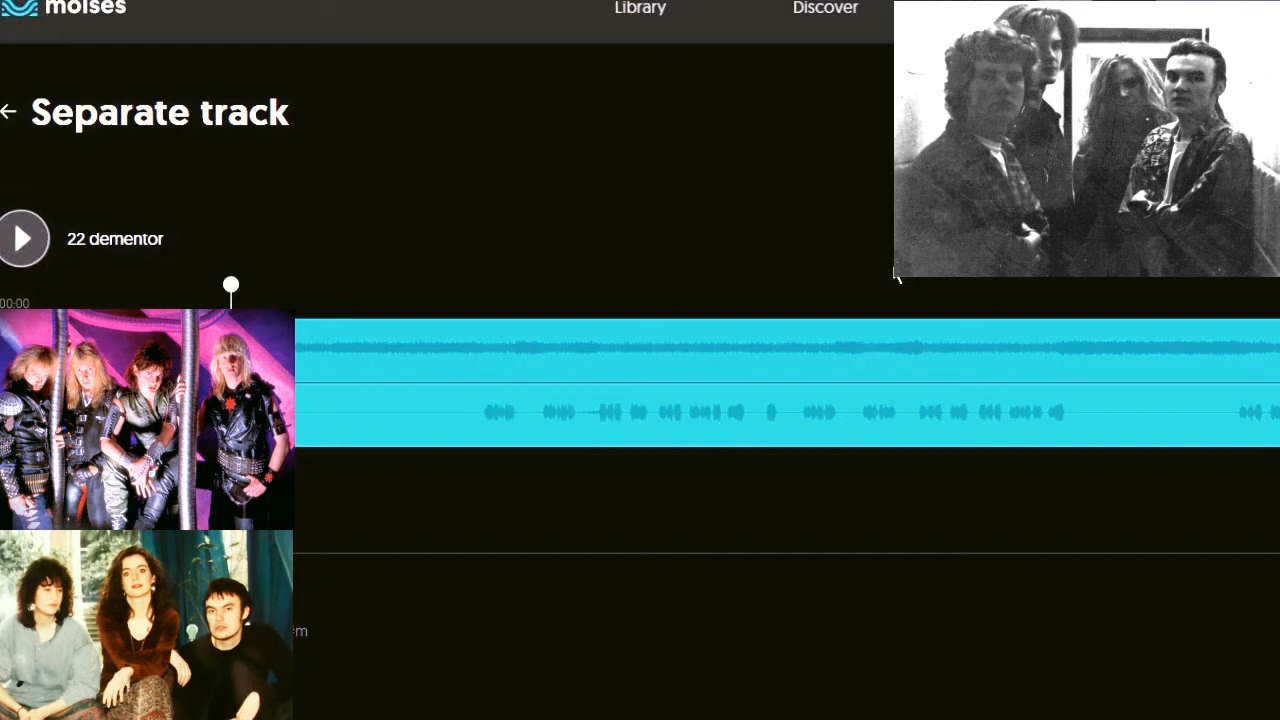 moises
Library
Discover
← Separate track
22 dementor
00:00